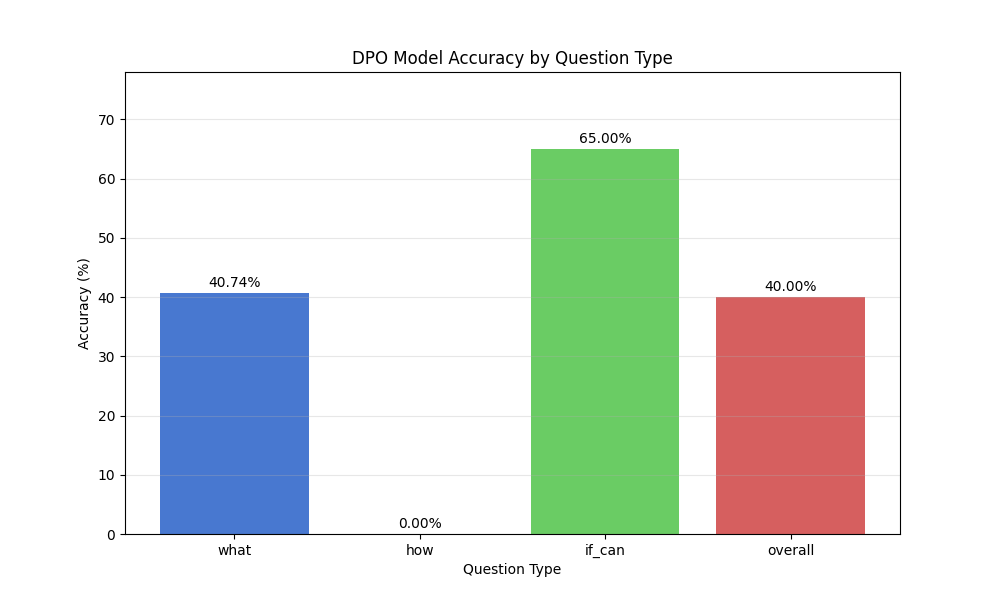 DPO Model Accuracy by Question Type
70
60
50
40
30
20
10
0
Accuracy (%)
40.74%
0.00%
65.00%
40.00%
what
how
if_can
overall
Question Type